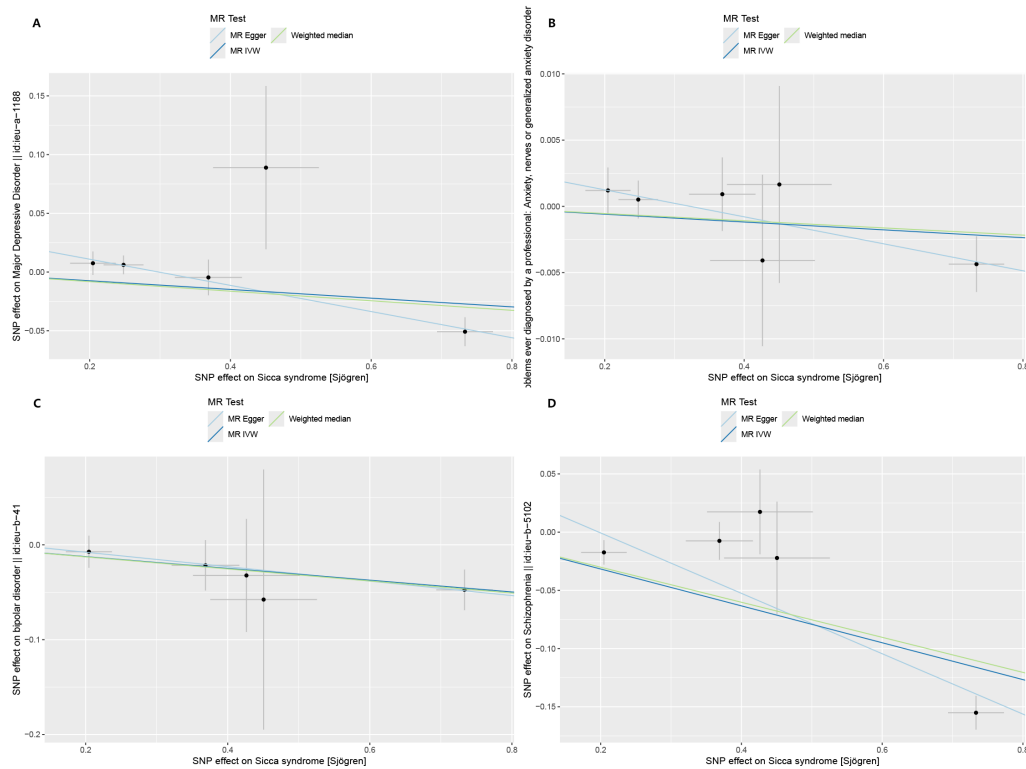 A
MR Test
MR Egger
Weighted median
MR IVW
SNP effect on Major Depressive Disorder || id:ieu-a-1188
0.15
0.10
0.05
0.00
−0.05
0.2
0.4
0.6
0.8
SNP effect on Sicca syndrome [Sjögren]
B
MR Test
MR Egger
Weighted median
MR IVW
ever diagnosed by a professional: Anxiety, nerves or generalized anxiety disorder
0.010
0.005
0.000
−0.005
−0.010
0.2
0.4
0.6
0.8
SNP effect on Sicca syndrome [Sjögren]
C
MR Test
MR Egger
Weighted median
MR IVW
SNP effect on bipolar disorder || id:ieu-b-41
0.0
−0.1
−0.2
0.2
0.4
0.6
0.8
SNP effect on Sicca syndrome [Sjögren]
D
MR Test
MR Egger
Weighted median
MR IVW
SNP effect on Schizophrenia || id:ieu-b-5102
0.05
0.00
−0.05
−0.10
−0.15
0.2
0.4
0.6
0.8
SNP effect on Sicca syndrome [Sjögren]